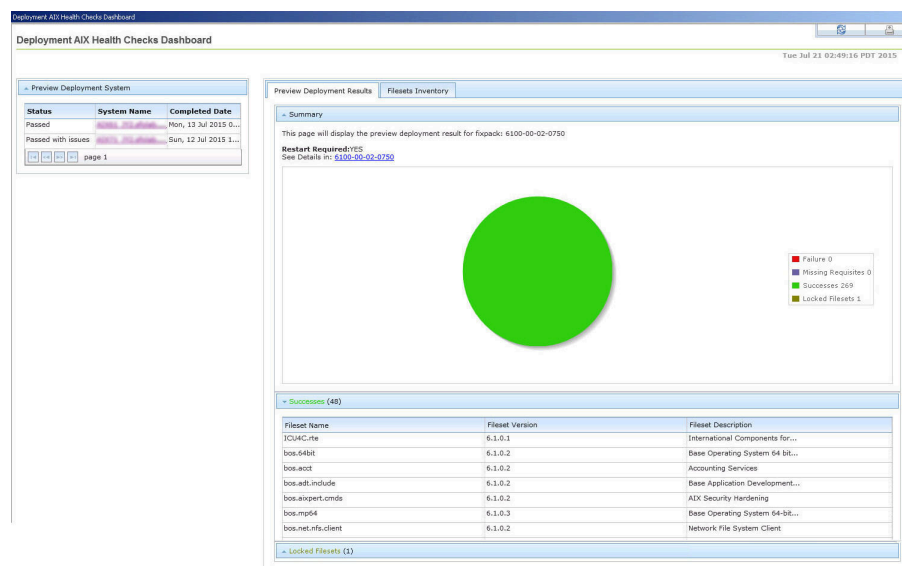 Deployment AIX Health Checks Dashboard
Deployment AIX Health Checks Dashboard
Tue Jul 21 02:49:16 PDT 2015
Preview Deployment System
Status System Name Completed Date
Passed Mon, 13 Jul 2015 0...
Passed with issues Sun, 12 Jul 2015 1...
page 1
Preview Deployment Results Filesets Inventory
Summary
This page will display the preview deployment result for fixpack: 6100-00-02-0750
Restart Required:YES
See Details in: 6100-00-02-0750
Failure 0
Missing Requisites 0
Successes 269
Locked Filesets 1
Successes (48)
Fileset Name Fileset Version Fileset Description
ICU4C.rte 6.1.0.1 International Components for...
bos.64bit 6.1.0.2 Base Operating System 64 bit...
bos.acct 6.1.0.2 Accounting Services
bos.adt.include 6.1.0.2 Base Application Development...
bos.aixpert.cmds 6.1.0.2 AIX Security Hardening
bos.mp64 6.1.0.3 Base Operating System 64-bit...
bos.net.nfs.client 6.1.0.2 Network File System Client
Locked Filesets (1)